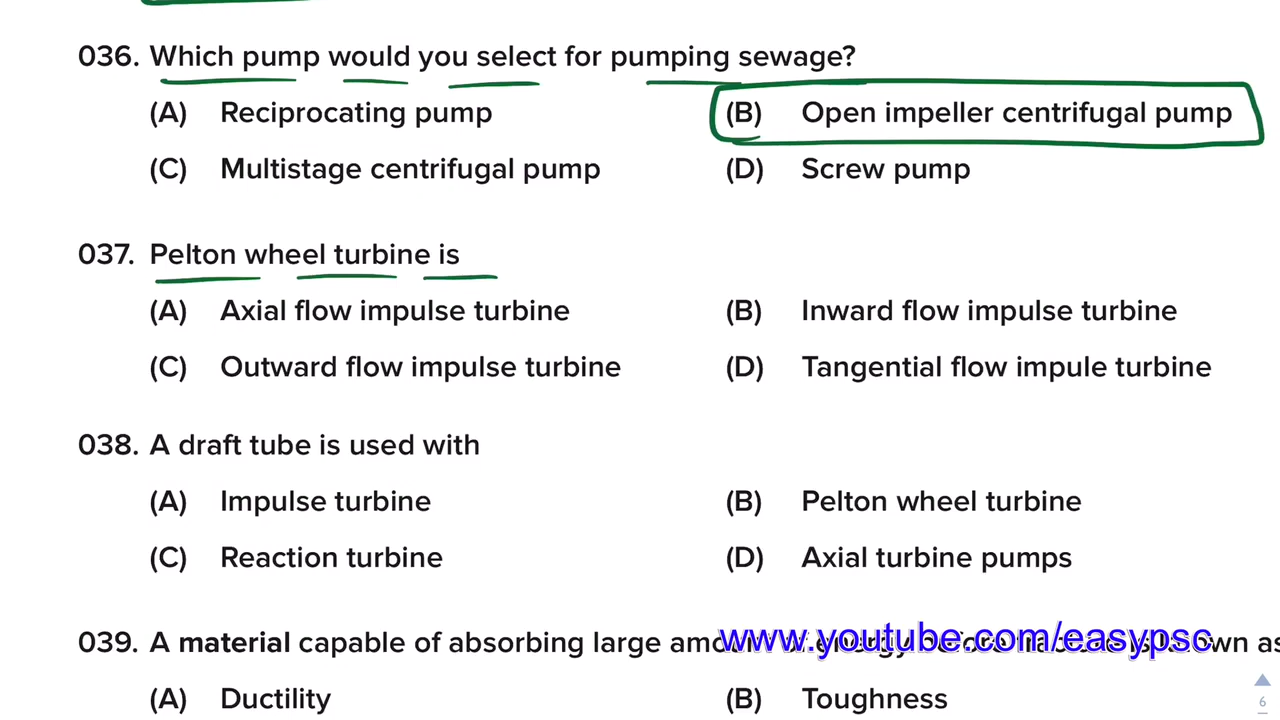 036. Which pump would you select for pumping sewage?
(A) Reciprocating pump (B) Open impeller centrifugal pump
(C) Multistage centrifugal pump (D) Screw pump
037. Pelton wheel turbine is
(A) Axial flow impulse turbine (B) Inward flow impulse turbine
(C) Outward flow impulse turbine (D) Tangential flow impule turbine
038. A draft tube is used with
(A) Impulse turbine (B) Pelton wheel turbine
(C) Reaction turbine (D) Axial turbine pumps
039. A material capable of absorbing large
www.youtube.com/easypsc
(A) Ductility (B) Toughness
6